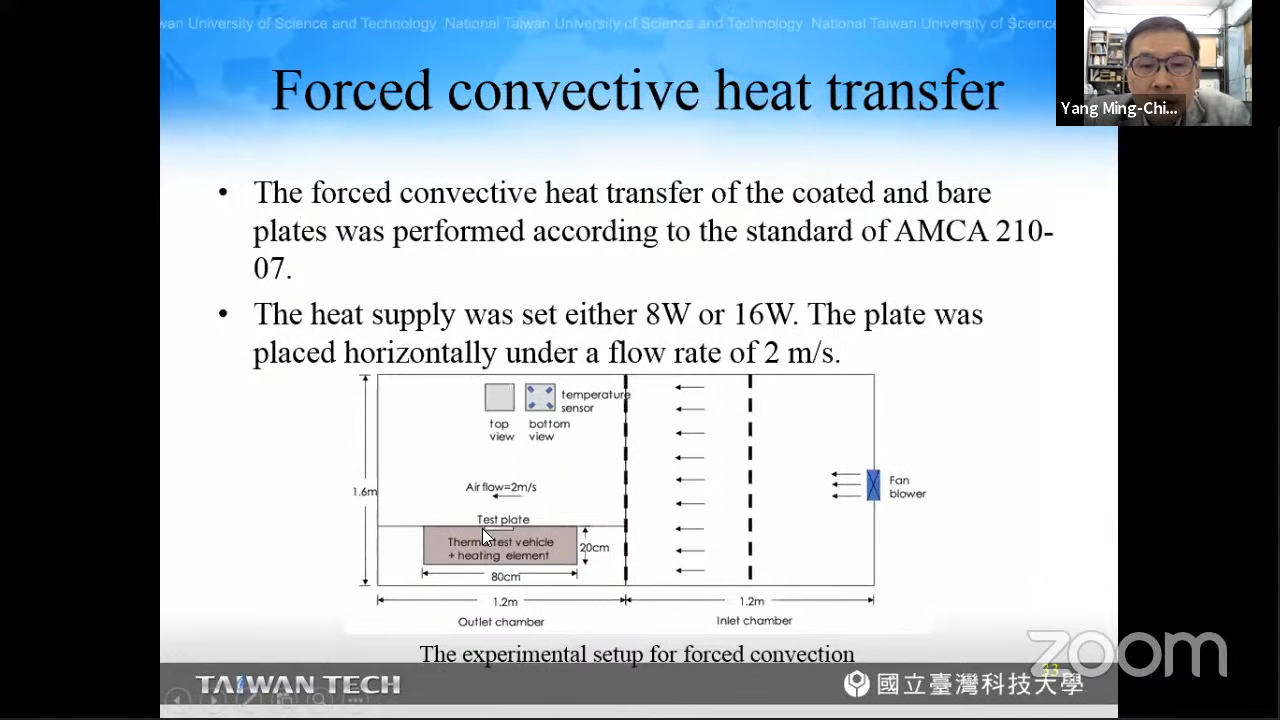 wan University of Science and Technology National Taiwan University of Science and Technology National Taiwan University of Science
Forced convective heat transfer
Yang Ming-Chi...
• The forced convective heat transfer of the coated and bare
plates was performed according to the standard of AMCA 210-
07.
• The heat supply was set either 8W or 16W. The plate was
placed horizontally under a flow rate of 2 m/s.
temperature
sensor
top
view
bottom
view
1.6m
Air flow=2m/s
Fan
blower
Test plate
Thermal test vehicle
+ heating element
20cm
80cm
1.2m
1.2m
Outlet chamber
Inlet chamber
The experimental setup for forced convection
33
zoom
TAIWAN TECH
國立臺灣科技大學